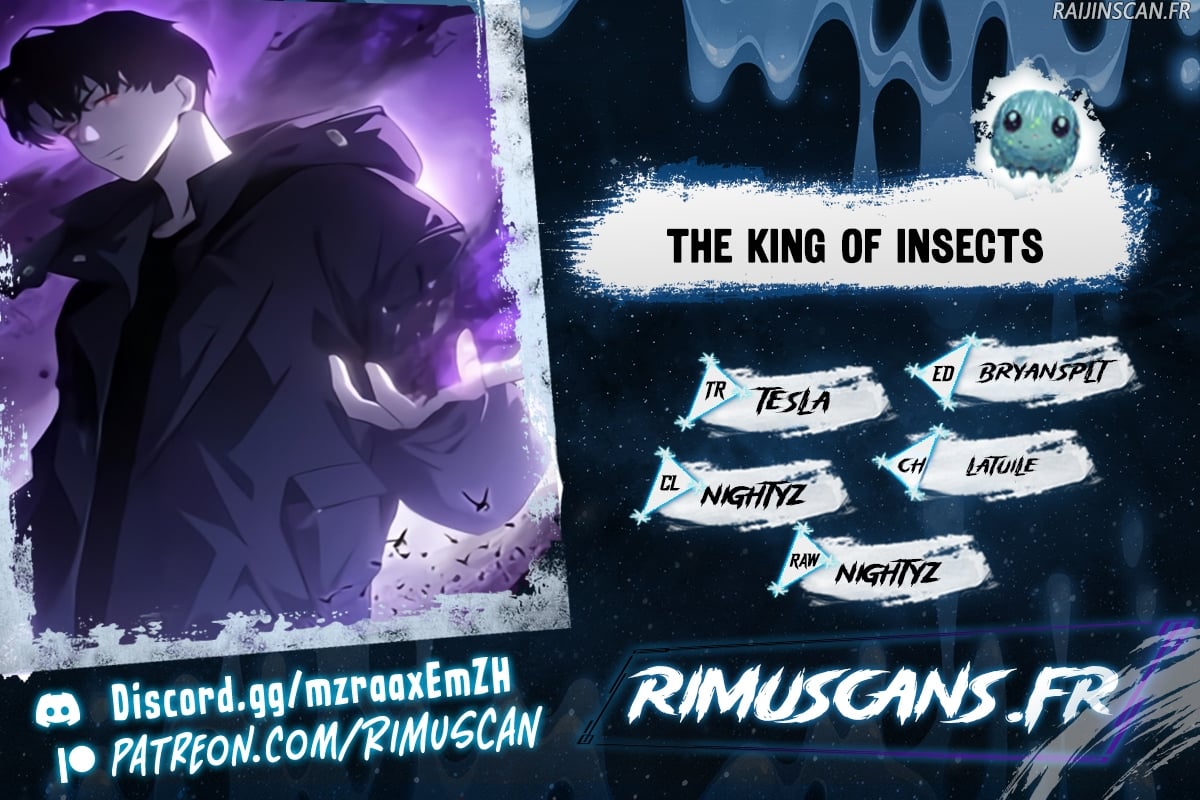 RAIJINSCAN.FR
THE KING OF INSECTS
TR TESLA
ED BRYANSPLT
CL NIGHTYZ
CH LATUILE
RAW NIGHTYZ
Discord.gg/mzraaxEmZH
PATREON.COM/RIMUSCAN
RIMUSCANS.FR